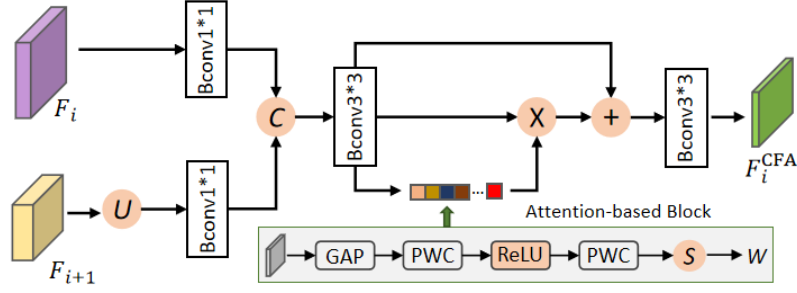 F_i
Bconv1*1
F_{i+1}
U
Bconv1*1
C
Bconv3*3
X
+
Bconv3*3
F_i^{CFA}
...
Attention-based Block
GAP
PWC
ReLU
PWC
S
W